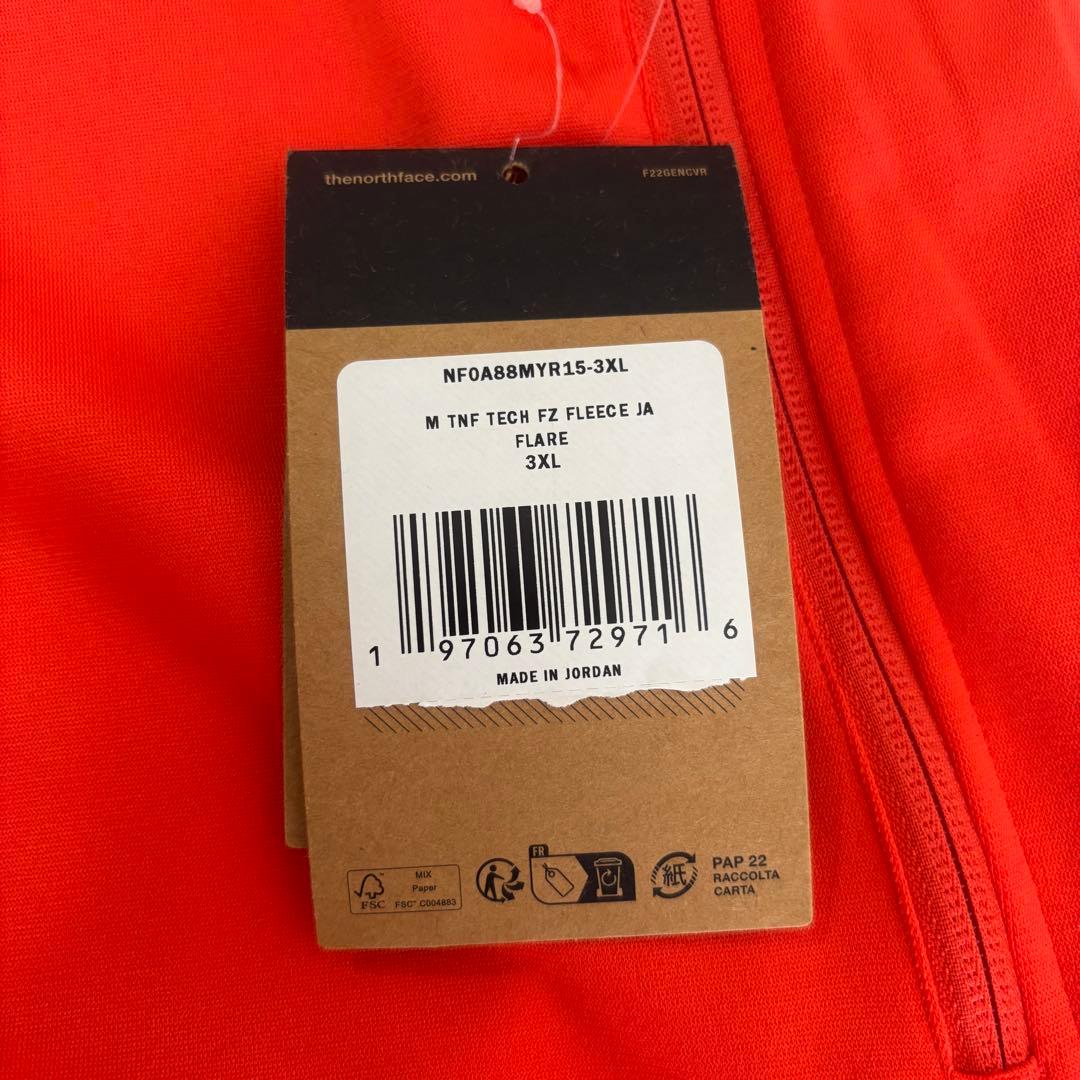 thenorthface.com
F22GENCVR
NF0A88MYR15-3XL
M TNF TECH FZ FLEECE JA
FLARE
3XL
1 97063 72971 6
MADE IN JORDAN
FR
MIX
Paper
FSC™ C004883
FSC
紙
PAP 22
RACCOLTA
CARTA